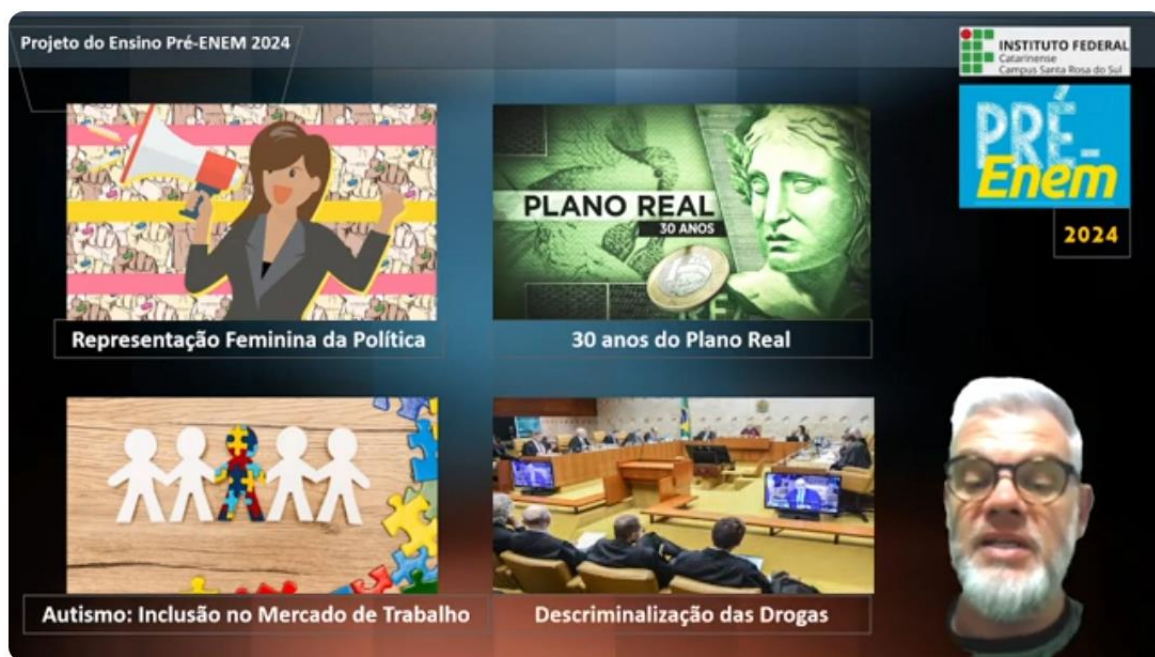 Projeto do Ensino Pré-ENEM 2024
INSTITUTO FEDERAL
Catarinense
Campus Santa Rosa do Sul
PRÉ-
Enem
2024
PLANO REAL
30 ANOS
Representação Feminina da Política
30 anos do Plano Real
Autismo: Inclusão no Mercado de Trabalho
Descriminalização das Drogas